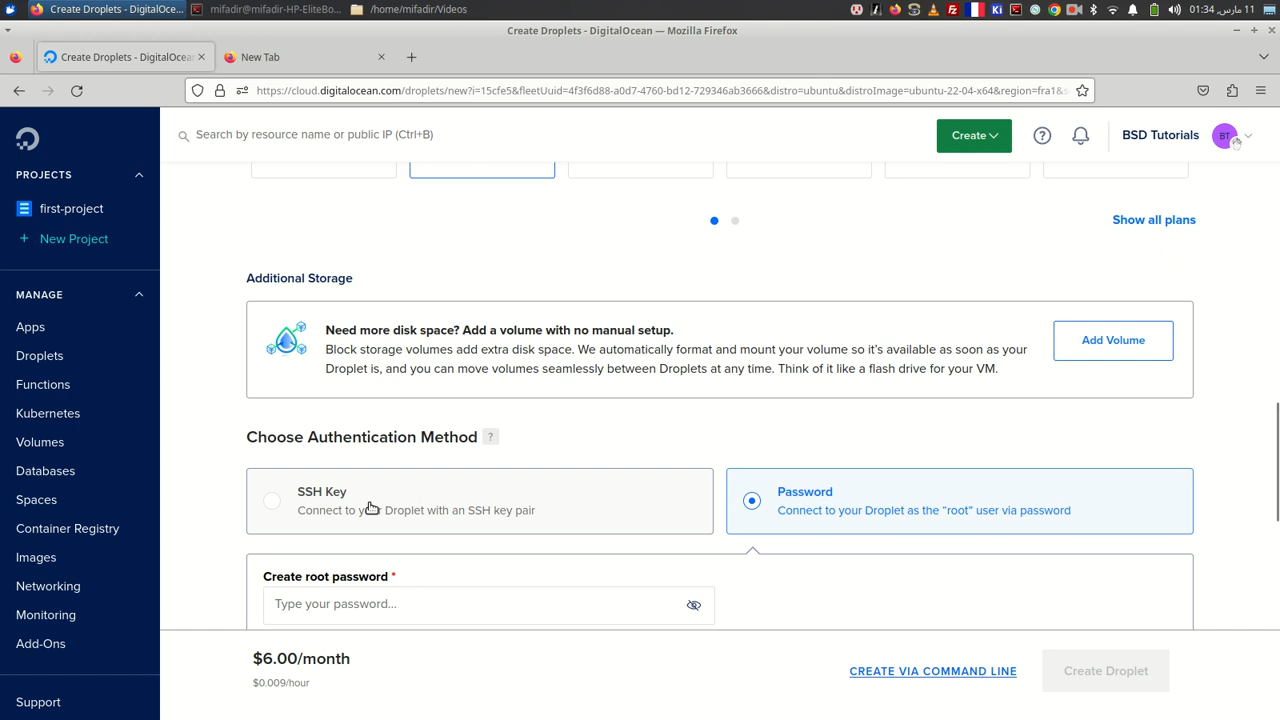 Create Droplets - DigitalOce...
mifadir@mifadir-HP-EliteBo...
/home/mifadir/Videos
Ki
01:34 ,مارس 11
Create Droplets - DigitalOcean — Mozilla Firefox
Create Droplets - DigitalOcean
New Tab
https://cloud.digitalocean.com/droplets/new?i=15cfe5&fleetUuid=4f3f6d88-a0d7-4760-bd12-729346ab3666&distro=ubuntu&distroImage=ubuntu-22-04-x64&region=fra1&s
Search by resource name or public IP (Ctrl+B)
Create
?
BSD Tutorials
BT
PROJECTS
first-project
+ New Project
MANAGE
Apps
Droplets
Functions
Kubernetes
Volumes
Databases
Spaces
Container Registry
Images
Networking
Monitoring
Add-Ons
Support
Show all plans
Additional Storage
Need more disk space? Add a volume with no manual setup.
Block storage volumes add extra disk space. We automatically format and mount your volume so it's available as soon as your
Droplet is, and you can move volumes seamlessly between Droplets at any time. Think of it like a flash drive for your VM.
Add Volume
Choose Authentication Method ?
SSH Key
Connect to your Droplet with an SSH key pair
Password
Connect to your Droplet as the “root” user via password
Create root password *
Type your password...
$6.00/month
$0.009/hour
CREATE VIA COMMAND LINE
Create Droplet